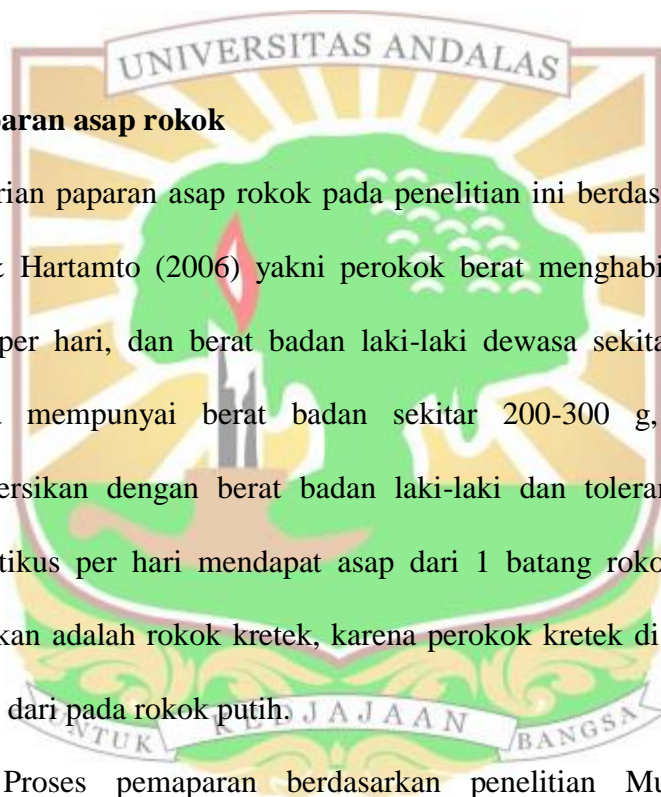 UNIVERSITAS ANDALAS
paran asap rokok
rian paparan asap rokok pada penelitian ini berdas
Hartamto (2006) yakni perokok berat menghabi
per hari, dan berat badan laki-laki dewasa sekita
mempunyai berat badan sekitar 200-300 g,
ersikan dengan berat badan laki-laki dan toleran
tikus per hari mendapat asap dari 1 batang roko
kan adalah rokok kretek, karena perokok kretek di
dari pada rokok putih.
UNTUK KEDJAJAAN BANGSA
Proses pemaparan berdasarkan penelitian Mu